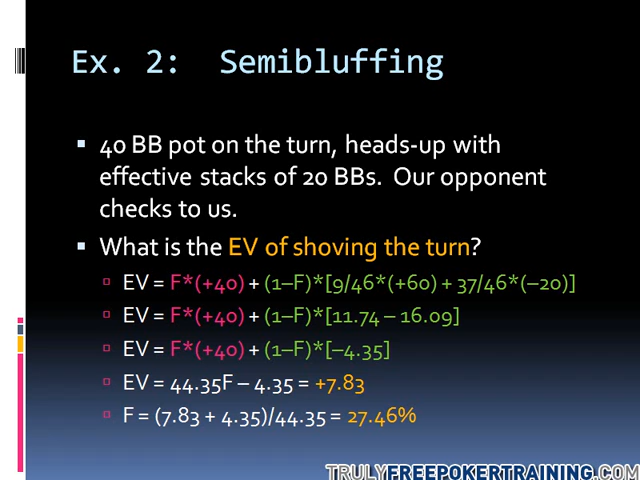 Ex. 2: Semibluffing
40 BB pot on the turn, heads-up with
effective stacks of 20 BBs. Our opponent
checks to us.
What is the EV of shoving the turn?
EV = F*(+40) + (1–F)*[9/46*(+60) + 37/46*(–20)]
EV = F*(+40) + (1–F)*[11.74 – 16.09]
EV = F*(+40) + (1–F)*[–4.35]
EV = 44.35F – 4.35 = +7.83
F = (7.83 + 4.35)/44.35 = 27.46%
TRULYFREEPOKERTRAINING.COM